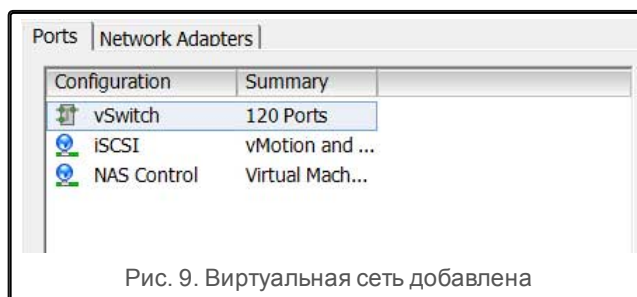 Ports Network Adapters
Configuration Summary
vSwitch 120 Ports
iSCSI vMotion and ...
NAS Control Virtual Mach...
Рис. 9. Виртуальная сеть добавлена